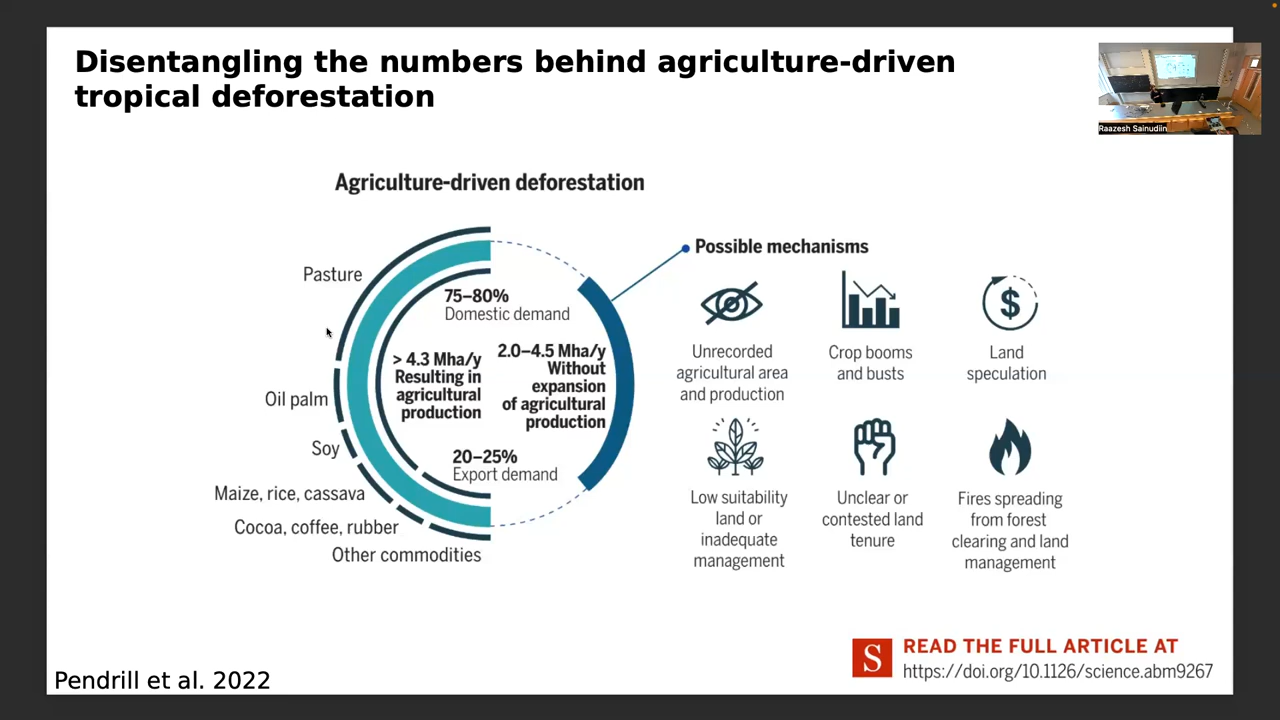 Disentangling the numbers behind agriculture-driven
tropical deforestation
Raazesh Sainudiin
Agriculture-driven deforestation
Pasture
Oil palm
Soy
Maize, rice, cassava
Cocoa, coffee, rubber
Other commodities
75–80%
Domestic demand
> 4.3 Mha/y
Resulting in
agricultural
production
2.0–4.5 Mha/y
Without
expansion
of agricultural
production
20–25%
Export demand
Possible mechanisms
Unrecorded
agricultural area
and production
Crop booms
and busts
Land
speculation
Low suitability
land or
inadequate
management
Unclear or
contested land
tenure
Fires spreading
from forest
clearing and land
management
S
READ THE FULL ARTICLE AT
https://doi.org/10.1126/science.abm9267
Pendrill et al. 2022